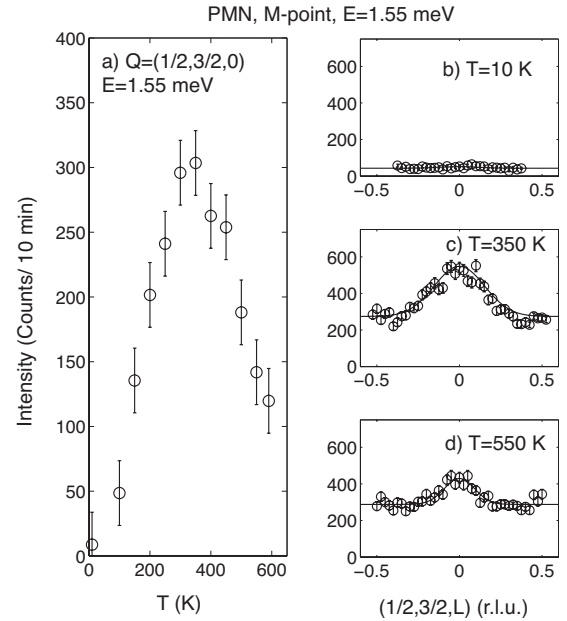 PMN, M-point, E=1.55 meV
a) Q=(1/2,3/2,0)
E=1.55 meV
Intensity (Counts/ 10 min)
400
350
300
250
200
150
100
50
0
0 200 400 600
T (K)
b) T=10 K
600
400
200
0
−0.5 0 0.5
c) T=350 K
600
400
200
0
−0.5 0 0.5
d) T=550 K
600
400
200
0
−0.5 0 0.5
(1/2,3/2,L) (r.l.u.)